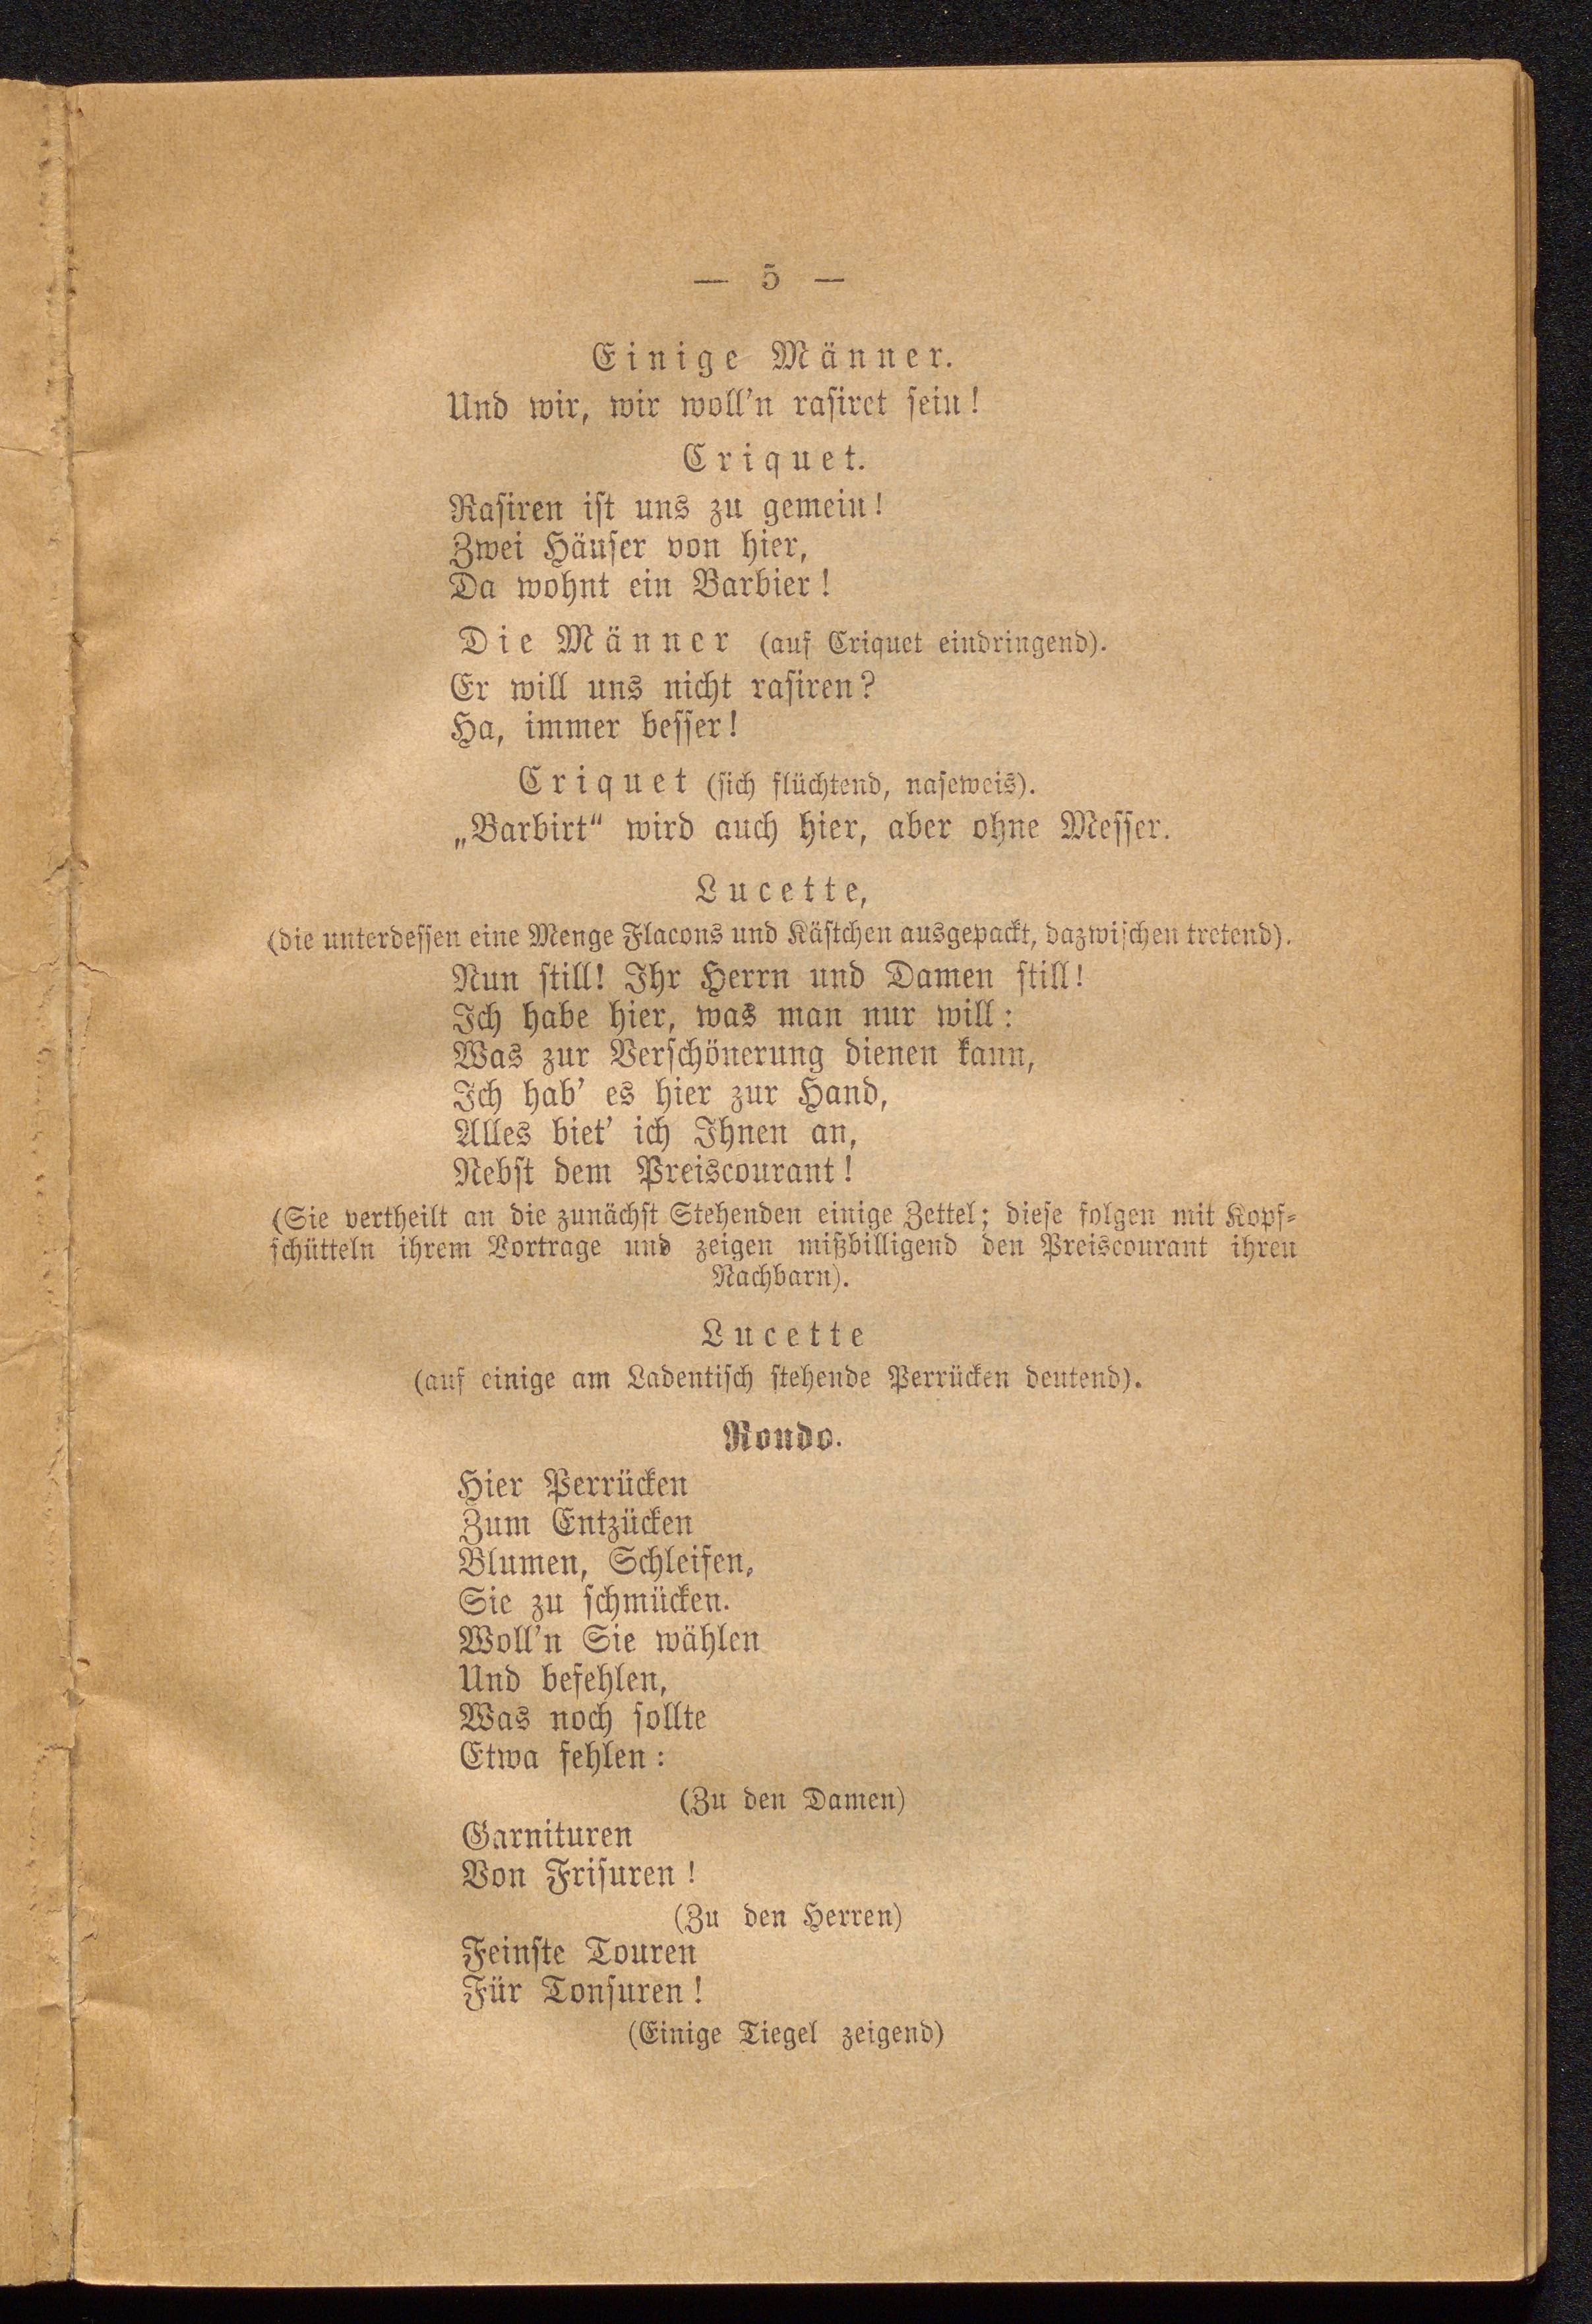 — 5 —
Einige Männer.
Und wir, wir woll'n rasiret sein!
Criquet.
Rasiren ist uns zu gemein!
Zwei Häuser von hier,
Da wohnt ein Barbier!
Die Männer (auf Criquet eindringend).
Er will uns nicht rasiren?
Ha, immer besser!
Criquet (sich flüchtend, naseweis).
„Barbirt“ wird auch hier, aber ohne Messer.
Lucette,
(die unterdessen eine Menge Flacons und Kästchen ausgepackt, dazwischen tretend).
Nun still! Ihr Herrn und Damen still!
Ich habe hier, was man nur will:
Was zur Verschönerung dienen kann,
Ich hab' es hier zur Hand,
Alles biet' ich Ihnen an,
Nebst dem Preiscourant!
(Sie vertheilt an die zunächst Stehenden einige Zettel; diese folgen mit Kopf-
schütteln ihrem Vortrage und zeigen mißbilligend den Preiscourant ihren
Nachbarn).
Lucette
(auf einige am Ladentisch stehende Perrücken deutend).
Rondo.
Hier Perrücken
Zum Entzücken
Blumen, Schleifen,
Sie zu schmücken.
Woll'n Sie wählen
Und befehlen,
Was noch sollte
Etwa fehlen:
(Zu den Damen)
Garnituren
Von Frisuren!
(Zu den Herren)
Feinste Touren
Für Tonsuren!
(Einige Tiegel zeigend)